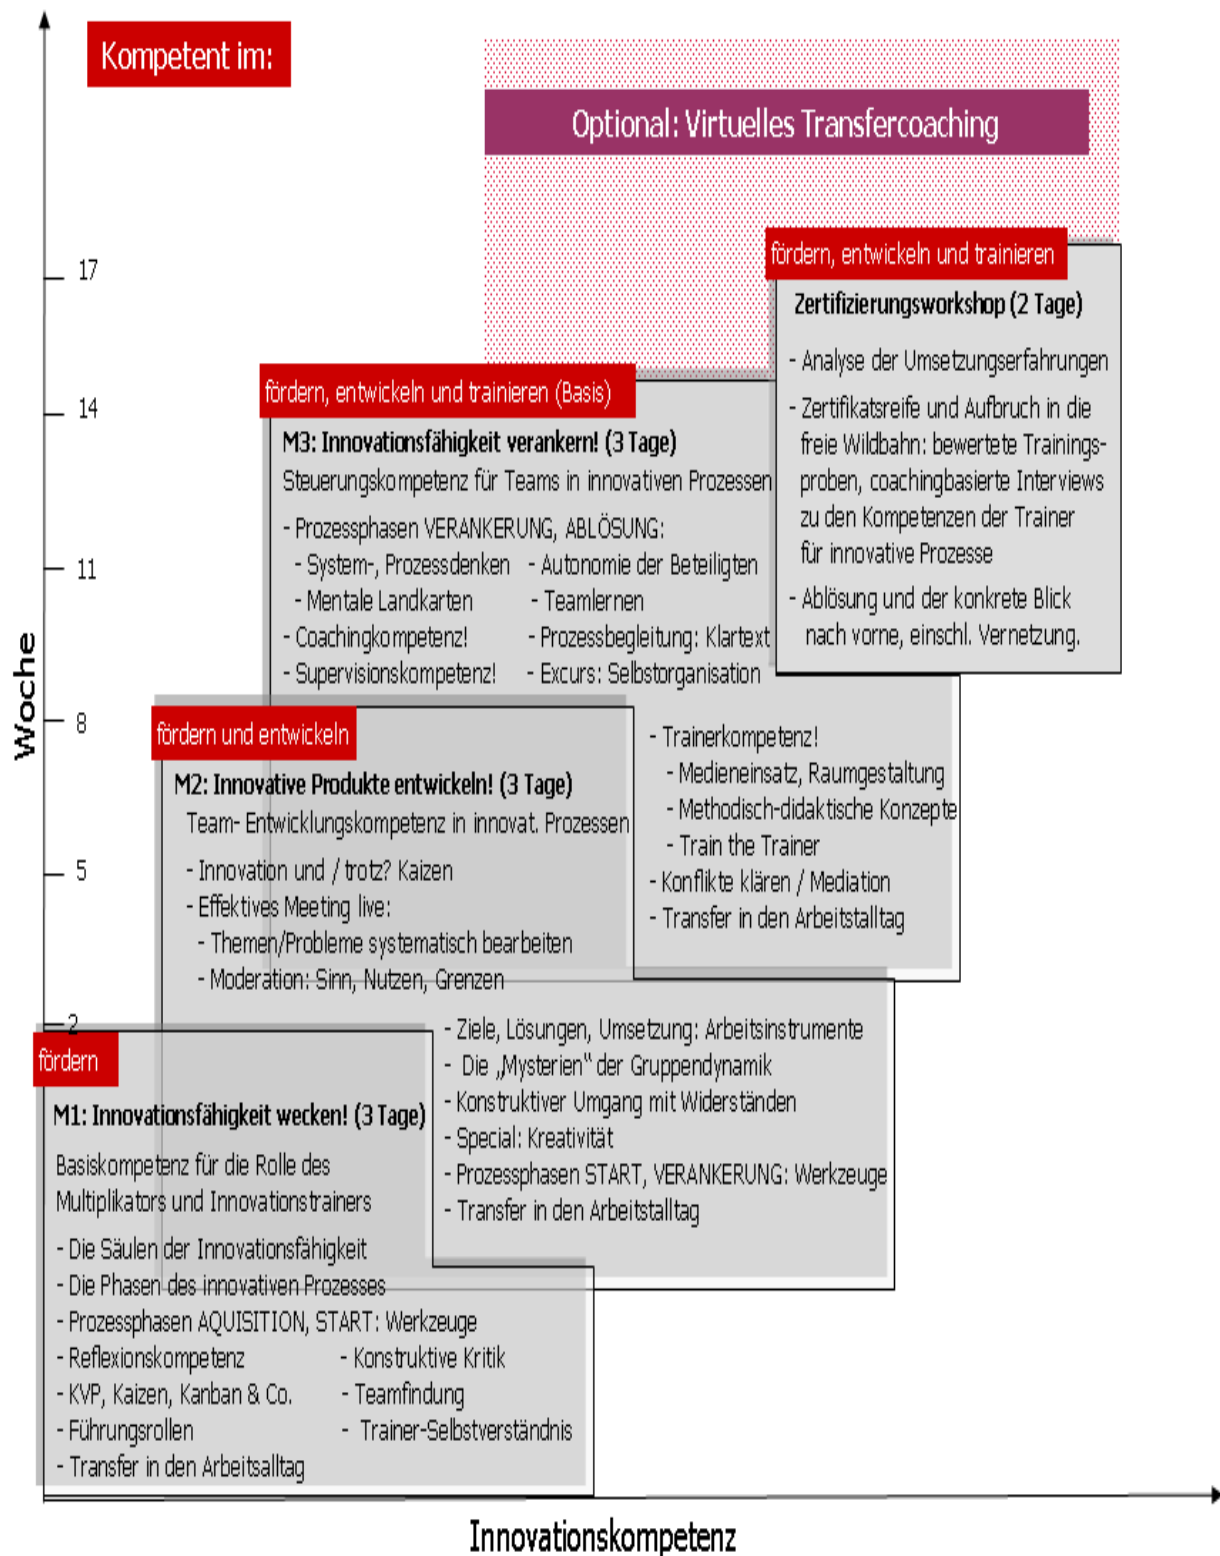 Kompetent im:
Optional: Virtuelles Transfercoaching
17
14
11
8
5
2
Woche
fördern, entwickeln und trainieren
Zertifizierungsworkshop (2 Tage)
- Analyse der Umsetzungserfahrungen
- Zertifikatsreife und Aufbruch in die
freie Wildbahn: bewertete Trainings-
proben, coachingbasierte Interviews
zu den Kompetenzen der Trainer
für innovative Prozesse
- Ablösung und der konkrete Blick
nach vorne, einschl. Vernetzung.
fördern, entwickeln und trainieren (Basis)
M3: Innovationsfähigkeit verankern! (3 Tage)
Steuerungskompetenz für Teams in innovativen Prozessen
- Prozessphasen VERANKERUNG, ABLÖSUNG:
- System-, Prozessdenken - Autonomie der Beteiligten
- Mentale Landkarten - Teamlernen
- Coachingkompetenz! - Prozessbegleitung: Klartext
- Supervisionskompetenz! - Excurs: Selbstorganisation
- Trainerkompetenz!
- Medieneinsatz, Raumgestaltung
- Methodisch-didaktische Konzepte
- Train the Trainer
- Konflikte klären / Mediation
- Transfer in den Arbeitstalltag
fördern und entwickeln
M2: Innovative Produkte entwickeln! (3 Tage)
Team- Entwicklungskompetenz in innovat. Prozessen
- Innovation und / trotz? Kaizen
- Effektives Meeting live:
- Themen/Probleme systematisch bearbeiten
- Moderation: Sinn, Nutzen, Grenzen
- Ziele, Lösungen, Umsetzung: Arbeitsinstrumente
- Die „Mysterien“ der Gruppendynamik
- Konstruktiver Umgang mit Widerständen
- Special: Kreativität
- Prozessphasen START, VERANKERUNG: Werkzeuge
- Transfer in den Arbeitstalltag
fördern
M1: Innovationsfähigkeit wecken! (3 Tage)
Basiskompetenz für die Rolle des
Multiplikators und Innovationstrainers
- Die Säulen der Innovationsfähigkeit
- Die Phasen des innovativen Prozesses
- Prozessphasen AQUISITION, START: Werkzeuge
- Reflexionskompetenz - Konstruktive Kritik
- KVP, Kaizen, Kanban & Co. - Teamfindung
- Führungsrollen - Trainer-Selbstverständnis
- Transfer in den Arbeitsalltag
Innovationskompetenz